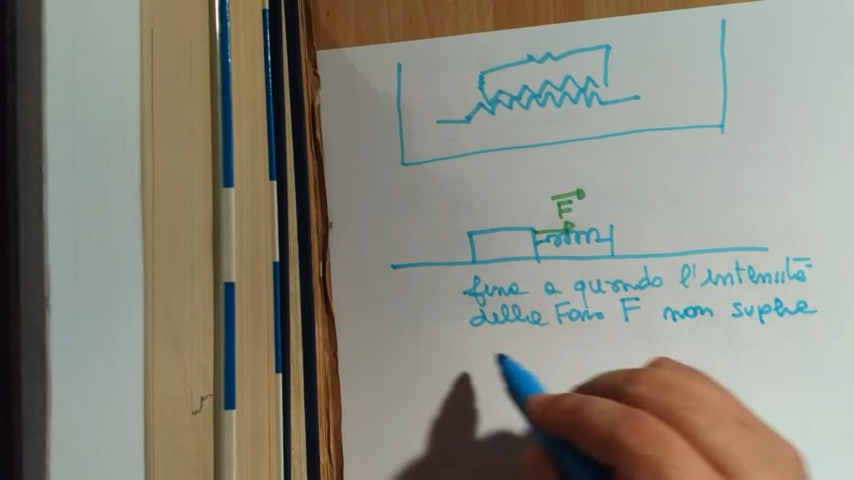 F
fino a quando l'intensità
della Forza F non supera